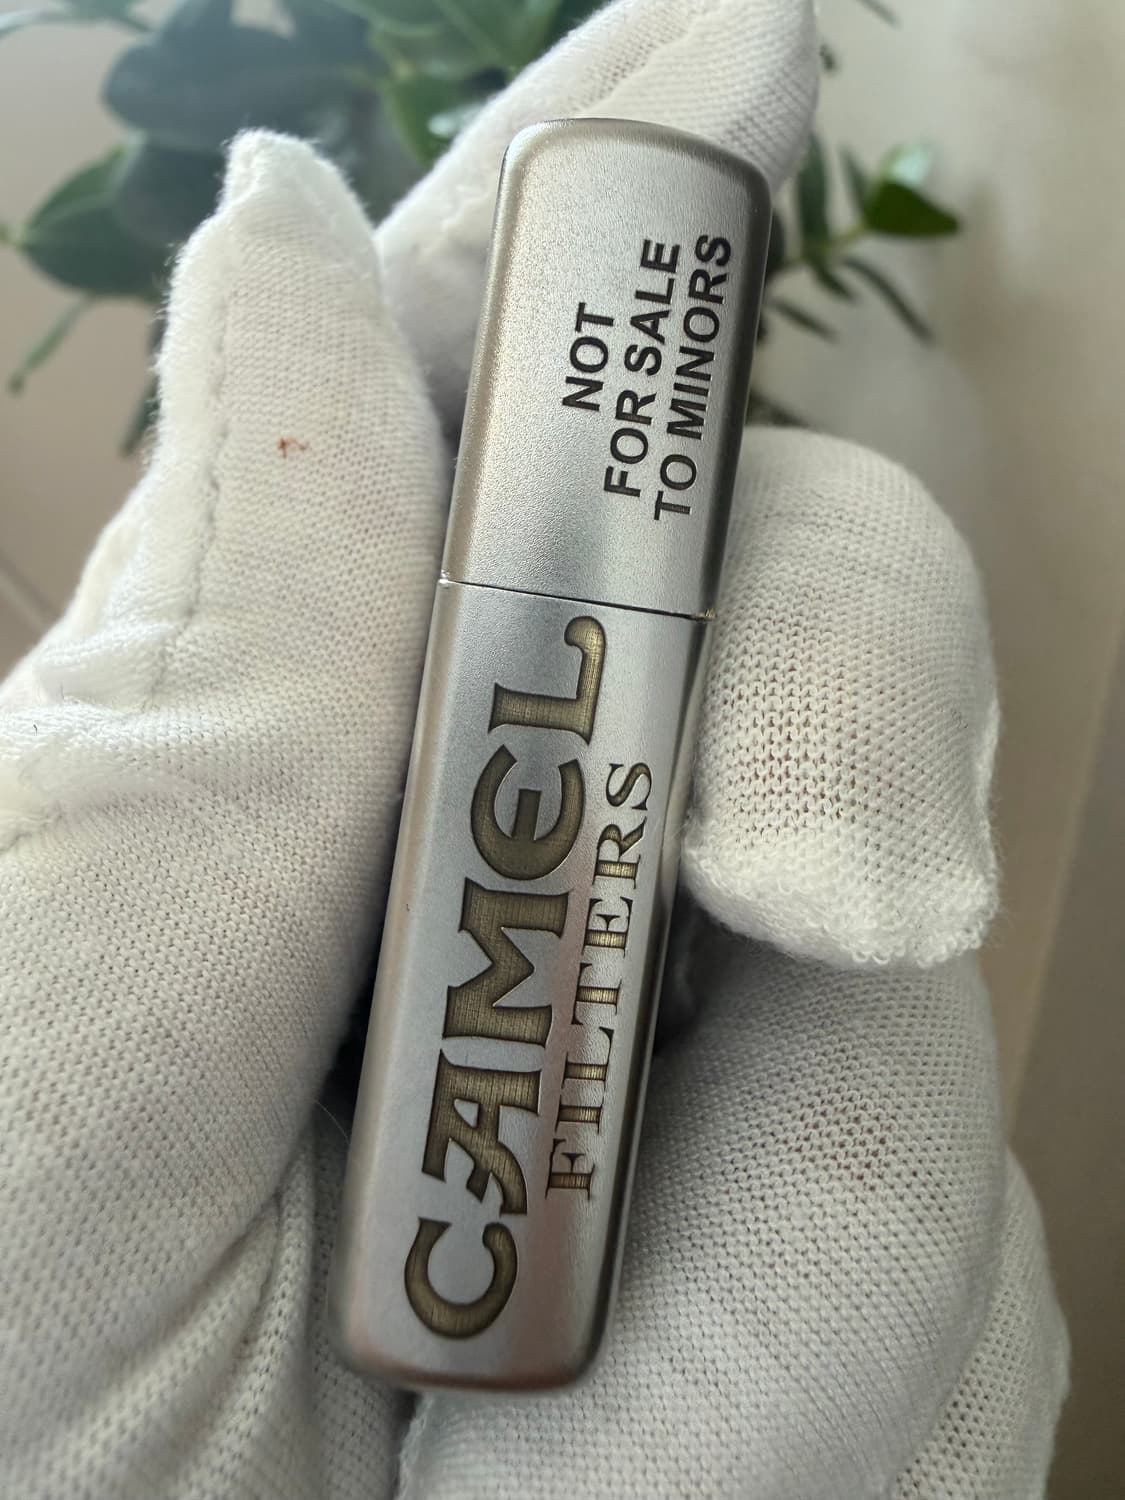 NOT
FOR SALE
TO MINORS
CAMEL
FILTERS